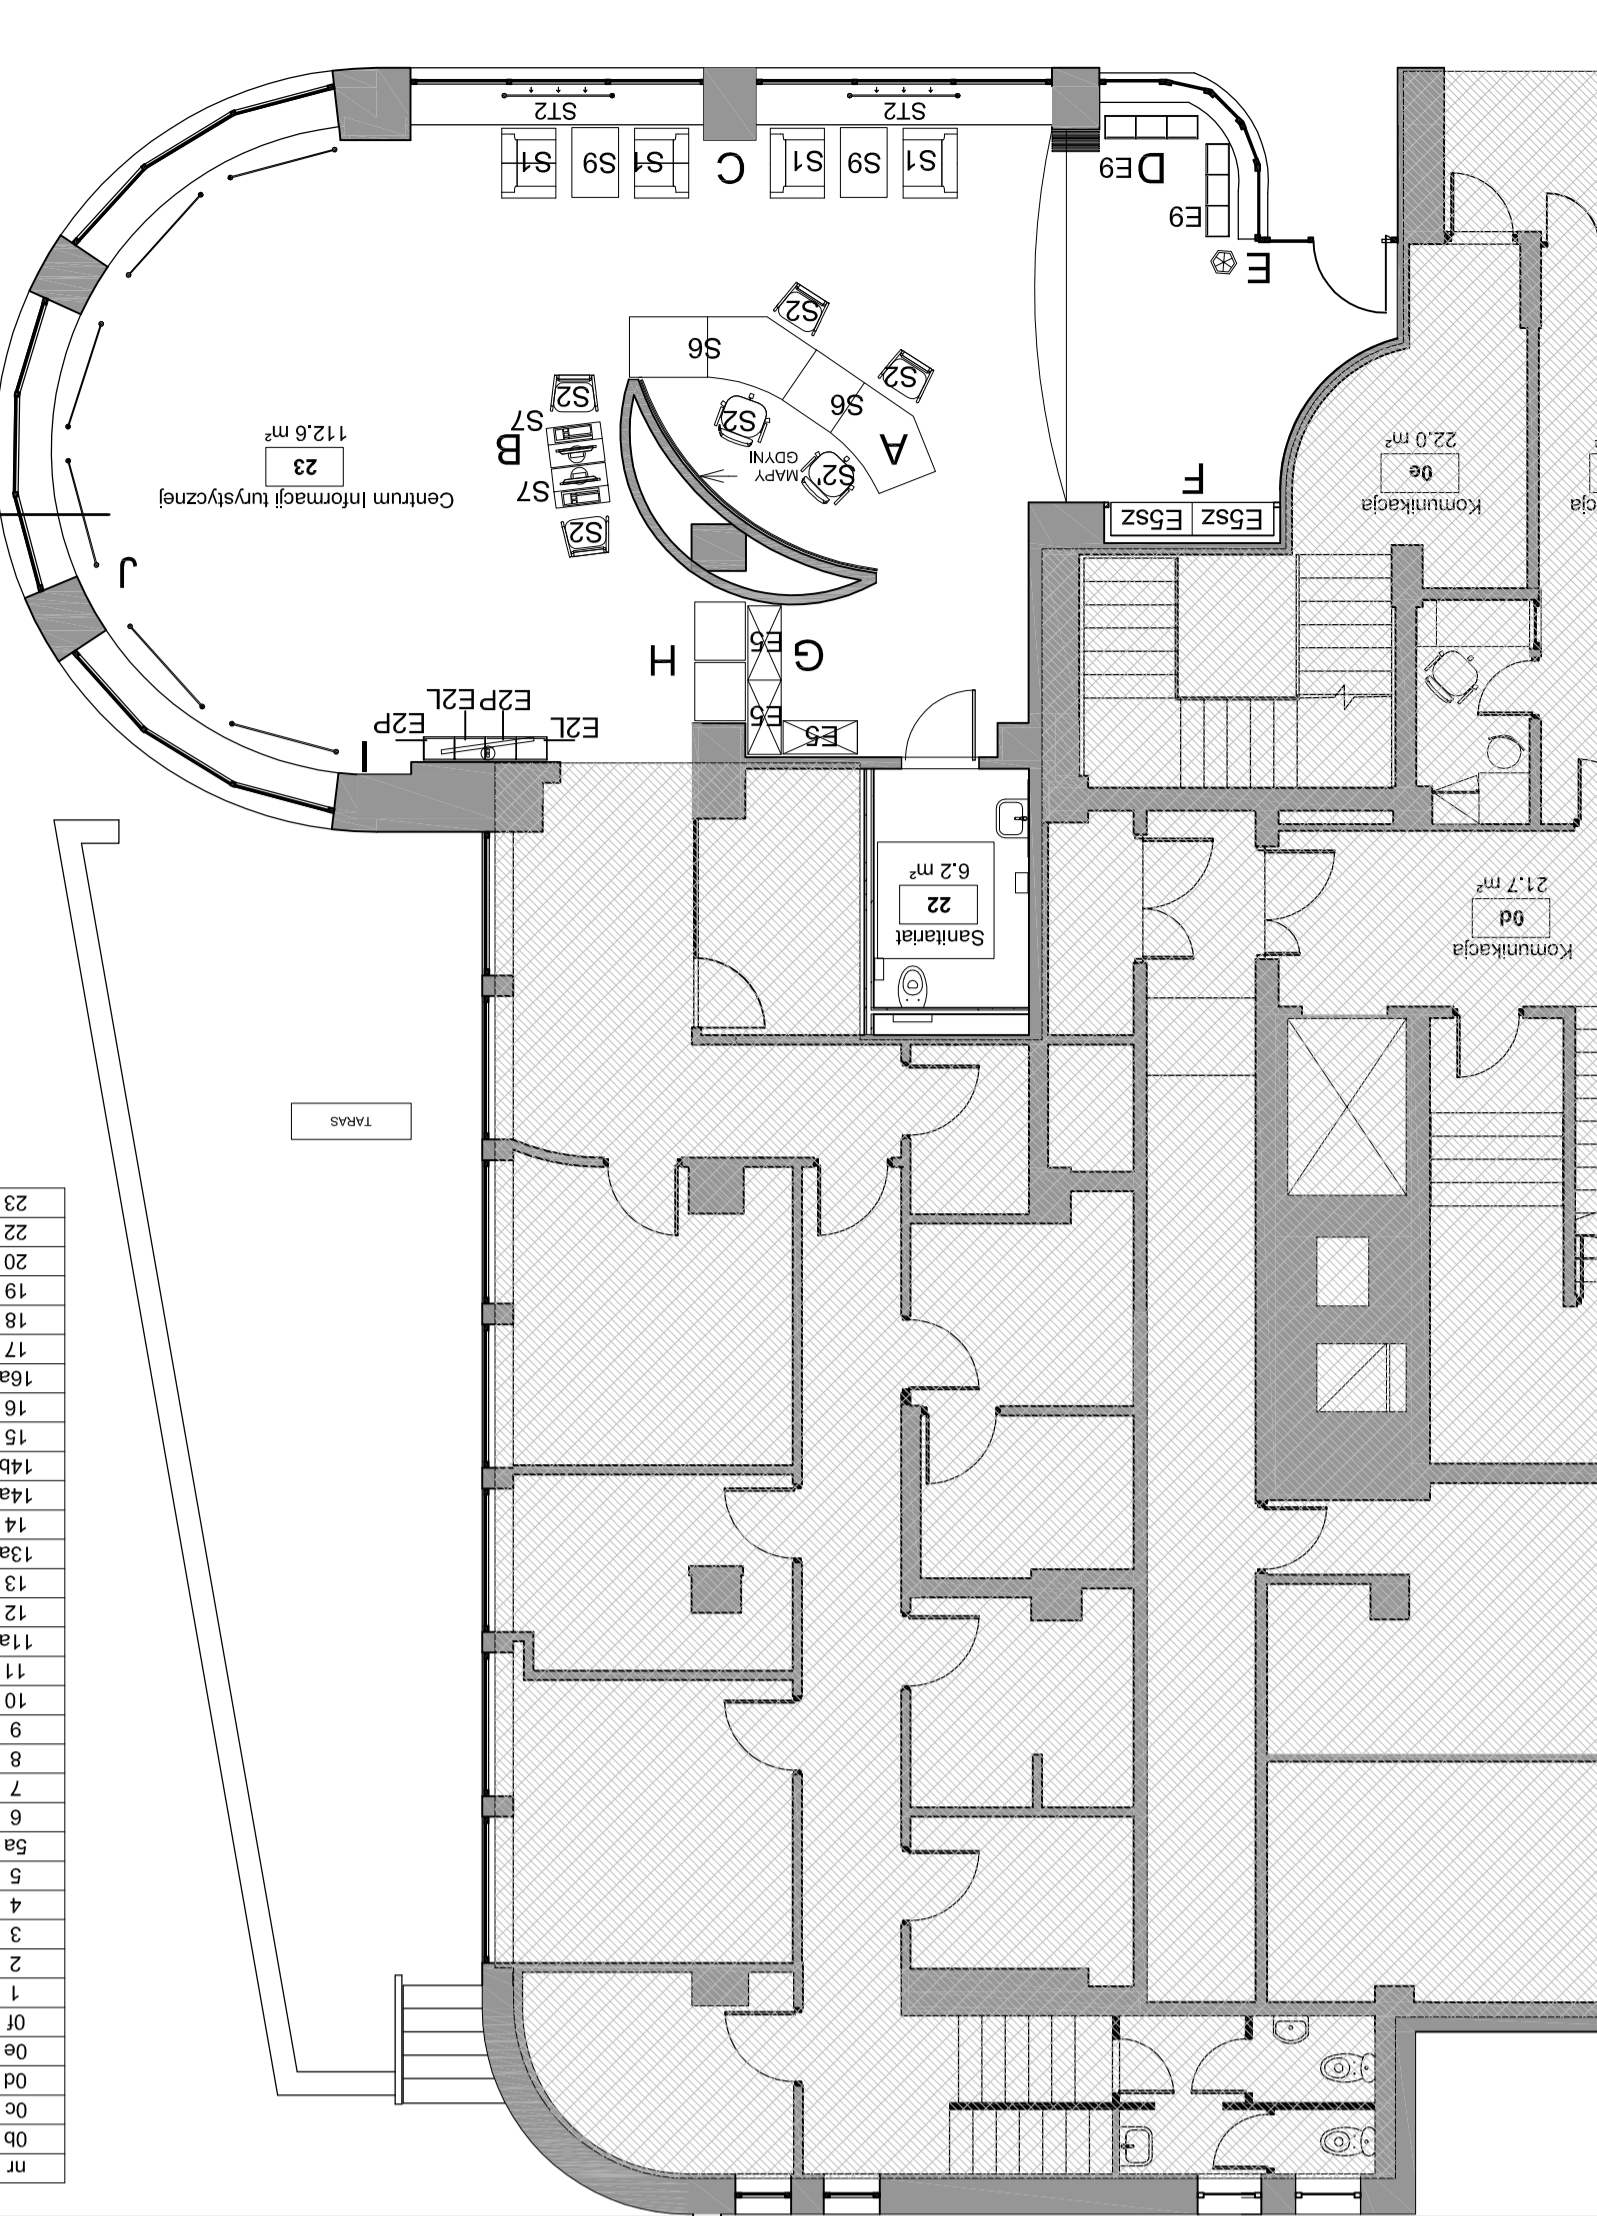 nr
0b
0c
0d
0e
0f
1
2
3
4
5
5a
6
7
8
9
10
11
11a
12
13
13a
14
14a
14b
15
16
16a
17
18
19
20
22
23
TARAS
Komunikacja
0d
21.7 m²
Sanitariat
22
6.2 m²
I
E5
E5
E5
E2L
E2P
E2L
E2P
G
H
J
F
E5sz
E5sz
cja
Komunikacja
0e
22.0 m²
Centrum Informacji turystycznej
23
112.6 m²
A
B
MAPY
GDYNI
S2'
S2
S6
S6
S2
S2
S2
S7
S7
S2
E
E9
D
E9
C
S1
S9
S1
S1
S9
S1
ST2
ST2